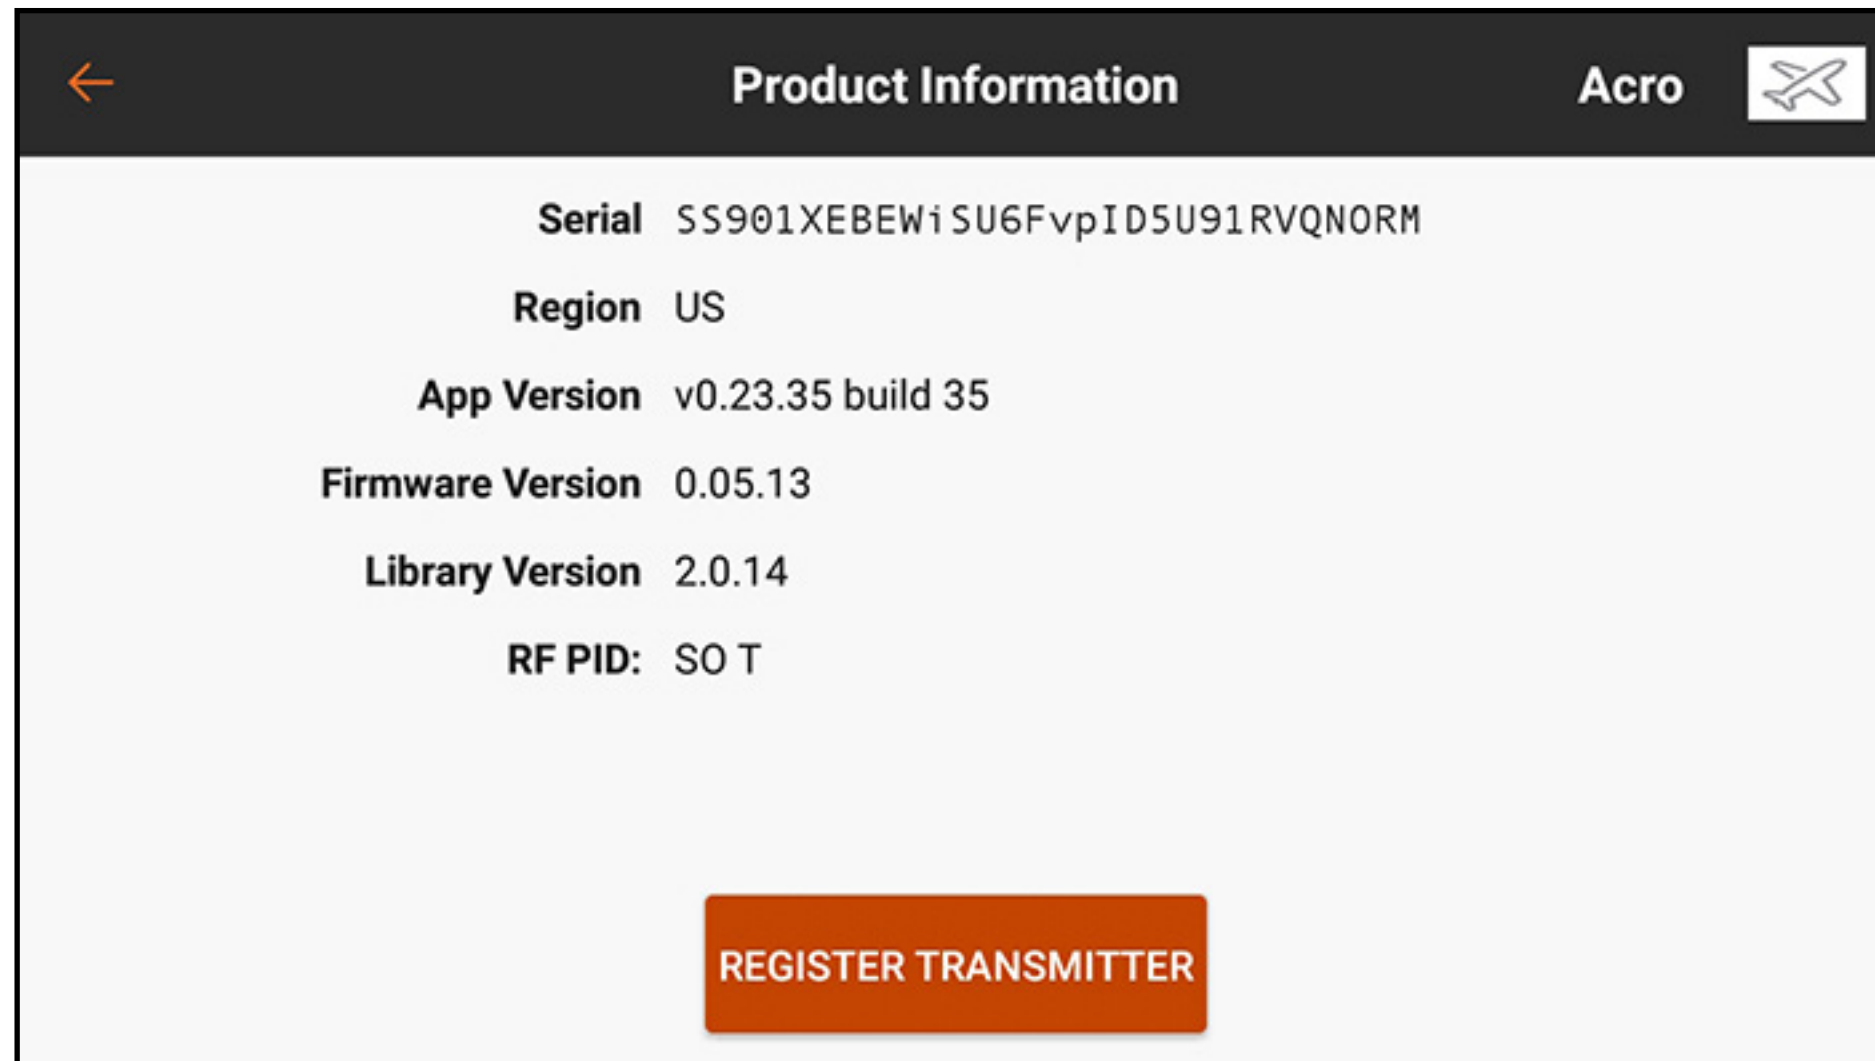 Product Information Acro
Serial SS901XEBEWiSU6FvpID5U91RVQNORM
Region US
App Version v0.23.35 build 35
Firmware Version 0.05.13
Library Version 2.0.14
RF PID: SO T
REGISTER TRANSMITTER